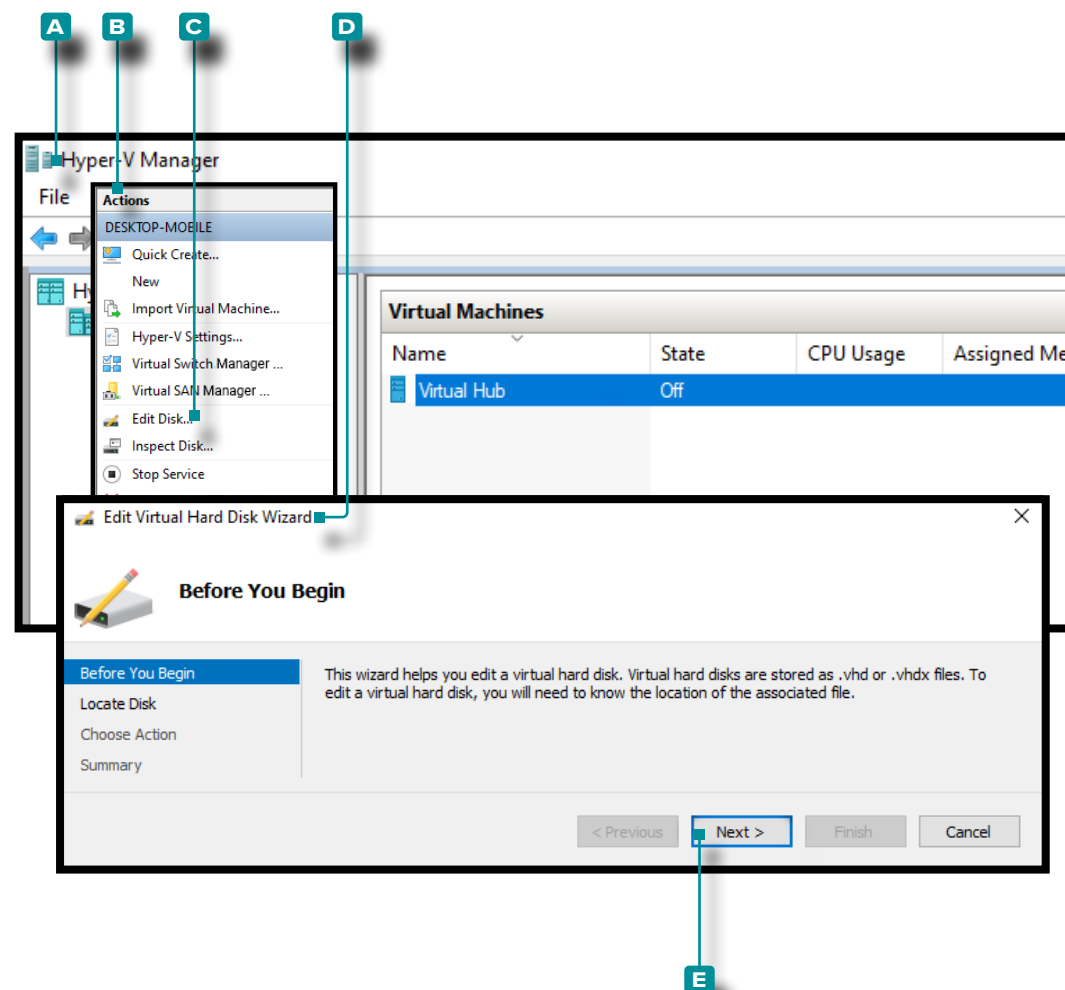 A B C D
Hyper-V Manager
File
Actions
DESKTOP-MOBILE
Quick Create...
New
Import Virtual Machine...
Hyper-V Settings...
Virtual Switch Manager ...
Virtual SAN Manager ...
Edit Disk...
Inspect Disk...
Stop Service
Virtual Machines
Name State CPU Usage Assigned Me
Virtual Hub Off
Edit Virtual Hard Disk Wizard
Before You Begin
Before You Begin
Locate Disk
Choose Action
Summary
This wizard helps you edit a virtual hard disk. Virtual hard disks are stored as .vhd or .vhdx files. To
edit a virtual hard disk, you will need to know the location of the associated file.
< Previous Next > Finish Cancel
E